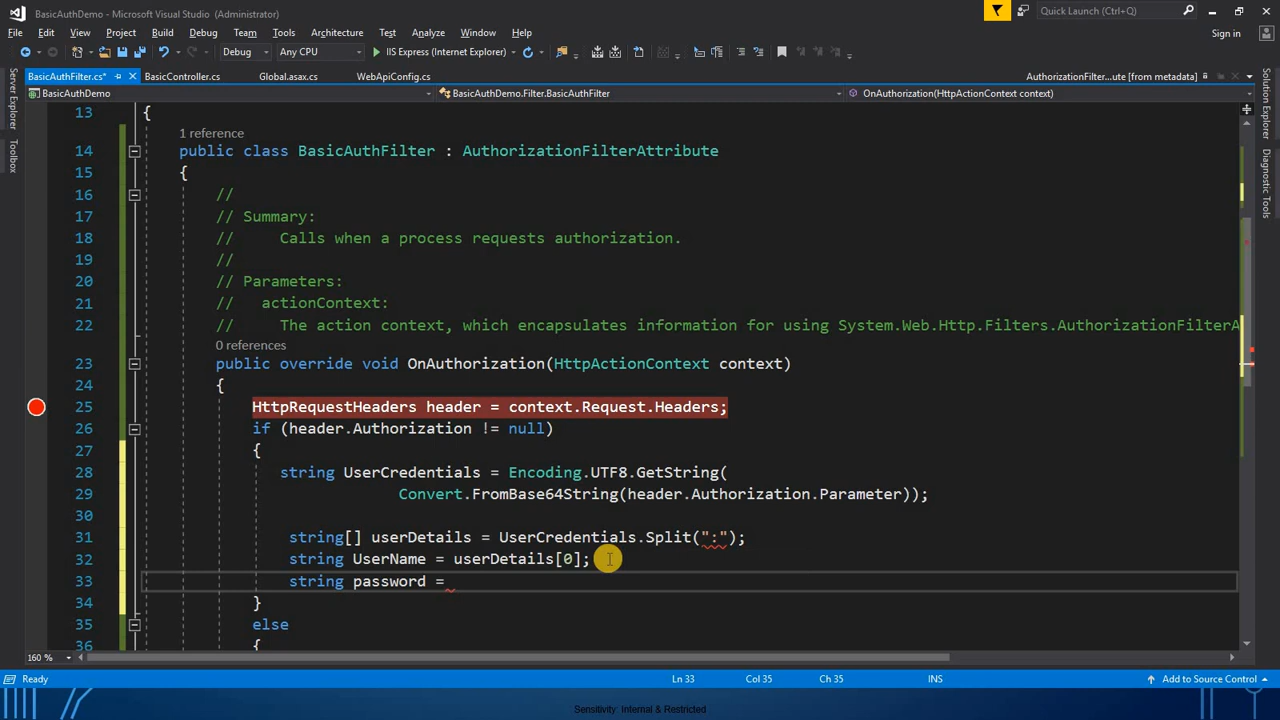 BasicAuthDemo - Microsoft Visual Studio (Administrator)
Quick Launch (Ctrl+Q)
File Edit View Project Build Debug Team Tools Architecture Test Analyze Window Help
Sign in
Debug Any CPU IIS Express (Internet Explorer)
BasicAuthFilter.cs* BasicController.cs Global.asax.cs WebApiConfig.cs AuthorizationFilter...ute [from metadata]
BasicAuthDemo BasicAuthDemo.Filter.BasicAuthFilter OnAuthorization(HttpActionContext context)
Server Explorer
Toolbox
Solution Explorer
Diagnostic Tools
13 {
1 reference
14 public class BasicAuthFilter : AuthorizationFilterAttribute
15 {
16 //
17 // Summary:
18 // Calls when a process requests authorization.
19 //
20 // Parameters:
21 // actionContext:
22 // The action context, which encapsulates information for using System.Web.Http.Filters.AuthorizationFilterA
0 references
23 public override void OnAuthorization(HttpActionContext context)
24 {
25 HttpRequestHeaders header = context.Request.Headers;
26 if (header.Authorization != null)
27 {
28 string UserCredentials = Encoding.UTF8.GetString(
29 Convert.FromBase64String(header.Authorization.Parameter));
30
31 string[] userDetails = UserCredentials.Split(":");
32 string UserName = userDetails[0];
33 string password =
34 }
35 else
36 {
160 %
Ready Ln 33 Col 35 Ch 35 INS Add to Source Control
Sensitivity: Internal & Restricted